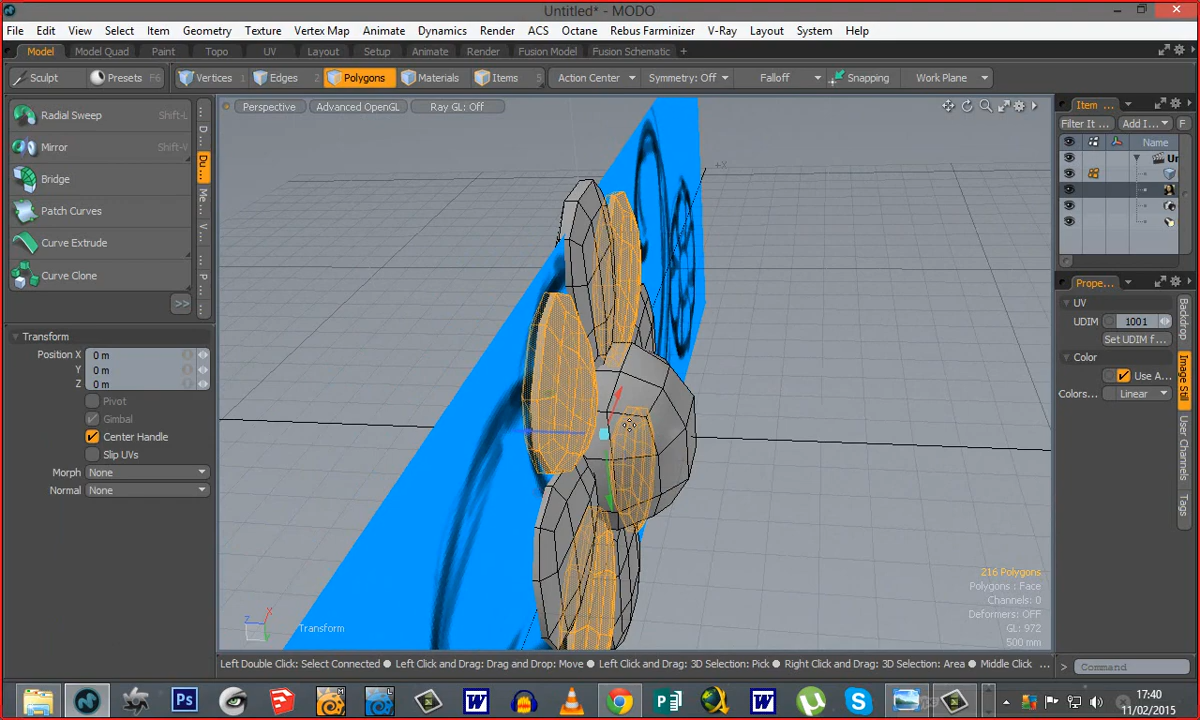 Untitled* - MODO
File Edit View Select Item Geometry Texture Vertex Map Animate Dynamics Render ACS Octane Rebus Farminizer V-Ray Layout System Help
Model Model Quad Paint Topo UV Layout Setup Animate Render Fusion Model Fusion Schematic +
Sculpt Presets F6 Vertices 1 Edges 2 Polygons Materials Items 5 Action Center Symmetry: Off Falloff Snapping Work Plane
Perspective Advanced OpenGL Ray GL: Off
Item ...
Filter It ... Add I... F
Name
Radial Sweep Shift-L
Mirror Shift-V
Bridge
Patch Curves
Curve Extrude
Curve Clone
>>
D...
Du...
Me...
V...
P...
+X
Ur
Prope...
UV
UDIM 1001
Set UDIM f...
Color
Use A...
Colors... Linear
Backdrop
Image Still
User Channels
Tags
Transform
Position X 0 m
Y 0 m
Z 0 m
Pivot
Gimbal
Center Handle
Slip UVs
Morph None
Normal None
216 Polygons
Polygons : Face
Channels: 0
Deformers: OFF
GL: 972
500 mm
Z X Y
Transform
Left Double Click: Select Connected ● Left Click and Drag: Drag and Drop: Move ● Left Click and Drag: 3D Selection: Pick ● Right Click and Drag: 3D Selection: Area ● Middle Click ...
> Command
Ps W W P W S
17:40
11/02/2015